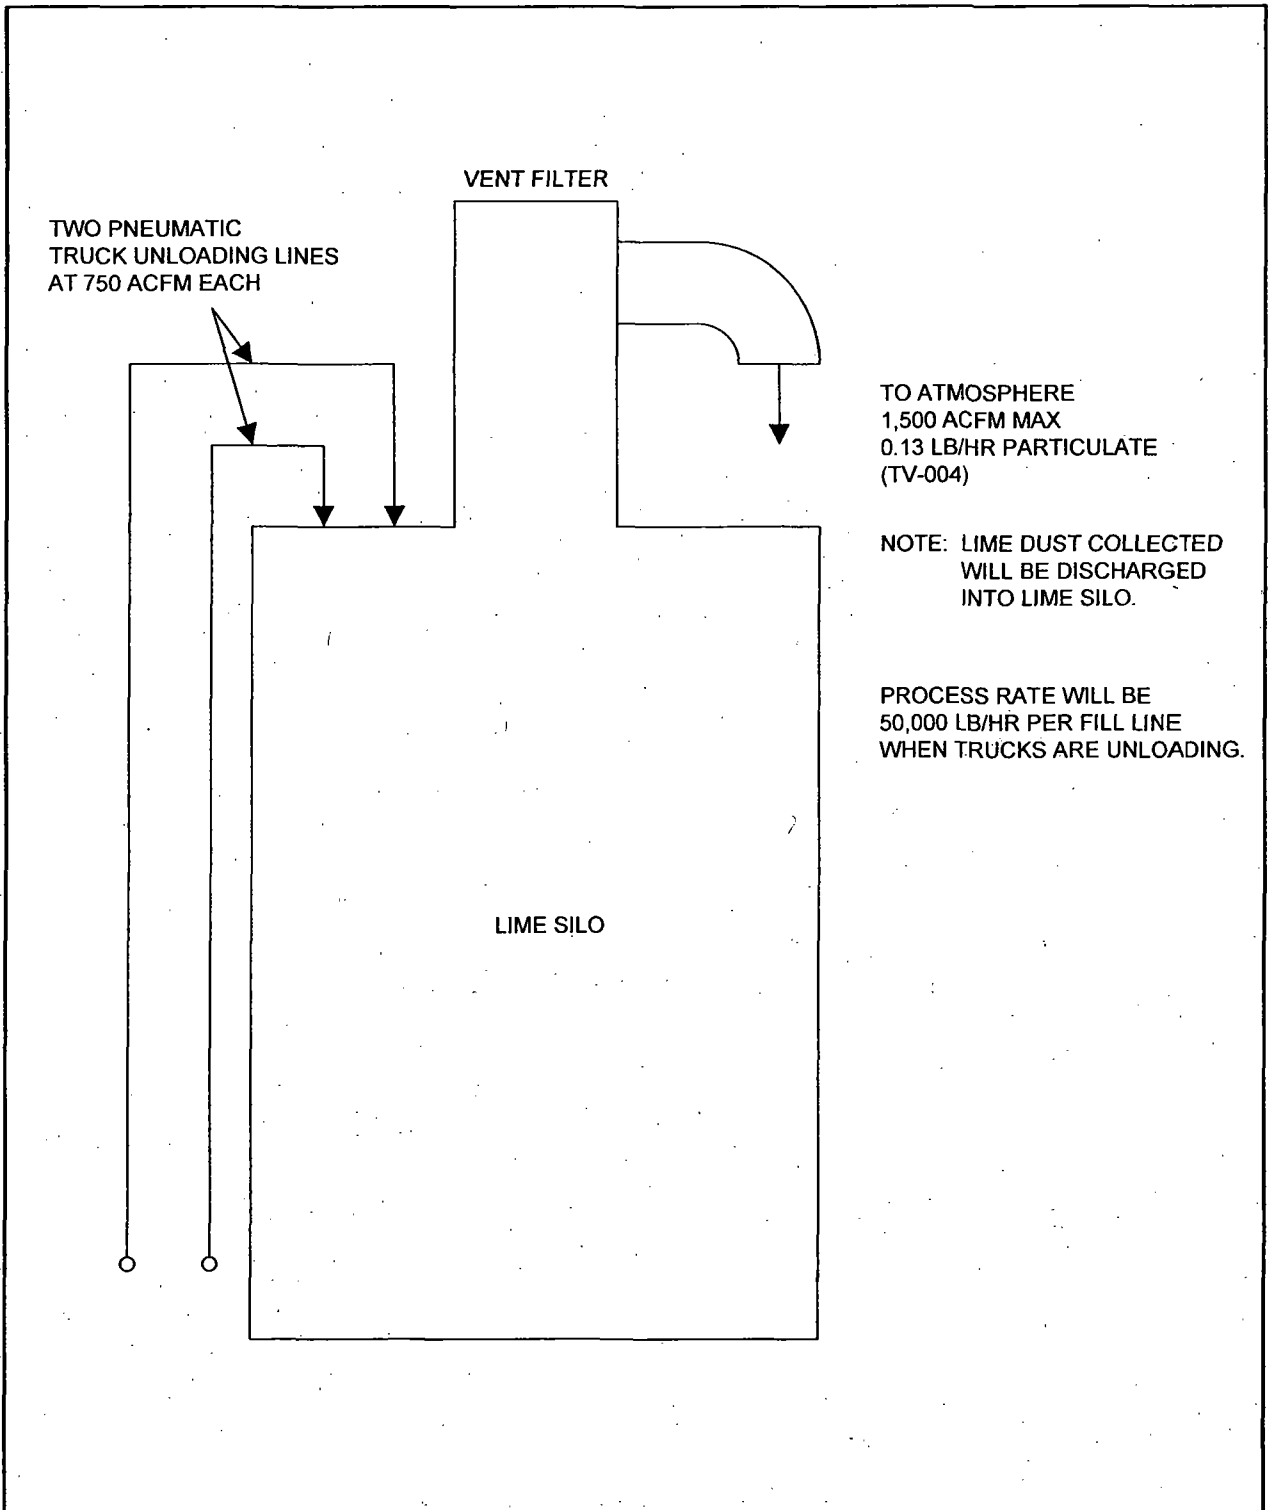 VENT FILTER
TWO PNEUMATIC
TRUCK UNLOADING LINES
AT 750 ACFM EACH
TO ATMOSPHERE
1,500 ACFM MAX
0.13 LB/HR PARTICULATE
(TV-004)
NOTE: LIME DUST COLLECTED
WILL BE DISCHARGED
INTO LIME SILO.
PROCESS RATE WILL BE
50,000 LB/HR PER FILL LINE
WHEN TRUCKS ARE UNLOADING.
LIME SILO